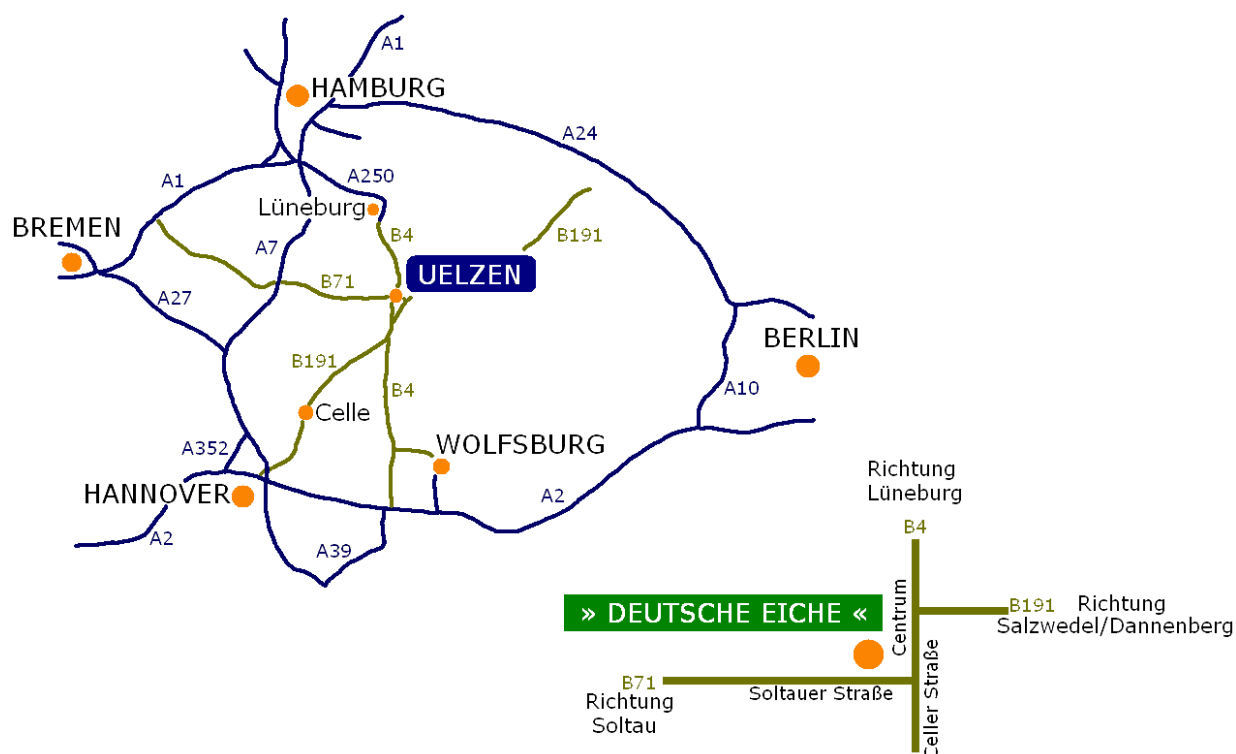 A1
HAMBURG
A24
A1
A250
Lüneburg
BREMEN
B4
B191
A7
UELZEN
B71
A27
BERLIN
B191
B4
A10
Celle
A352
WOLFSBURG
HANNOVER
A2
A2
A39
Richtung
Lüneburg
B4
» DEUTSCHE EICHE «
Centrum
B191
Richtung
Salzwedel/Dannenberg
B71
Soltauer Straße
Celler Straße
Richtung
Soltau